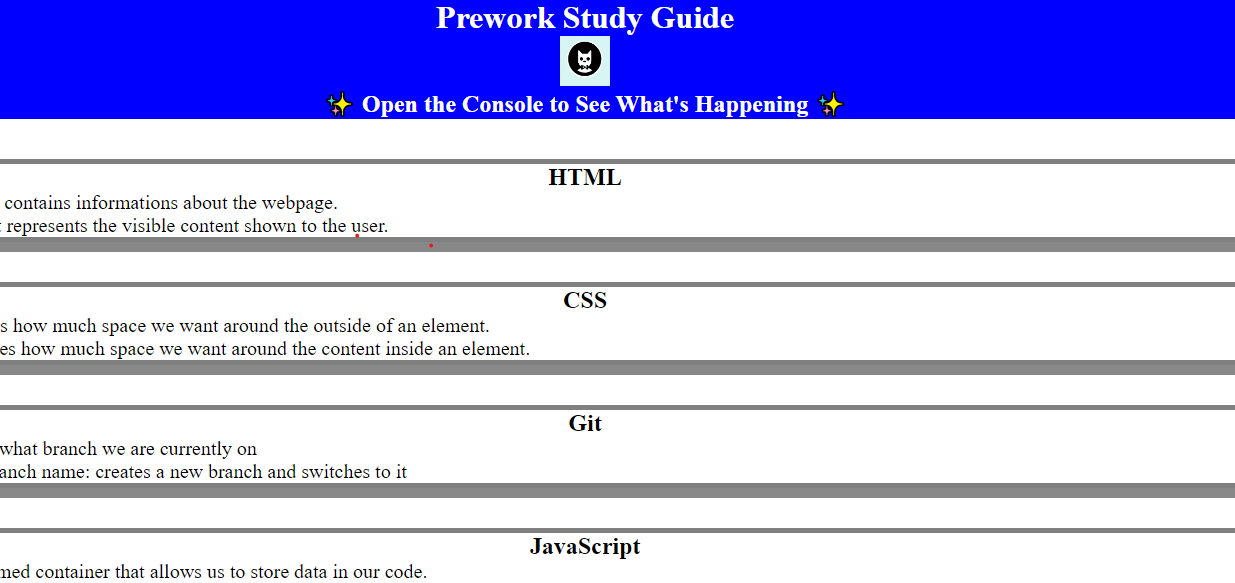 Prework Study Guide
✨ Open the Console to See What's Happening ✨
HTML
contains informations about the webpage.
represents the visible content shown to the user.
CSS
s how much space we want around the outside of an element.
es how much space we want around the content inside an element.
Git
what branch we are currently on
anch name: creates a new branch and switches to it
JavaScript
med container that allows us to store data in our code.